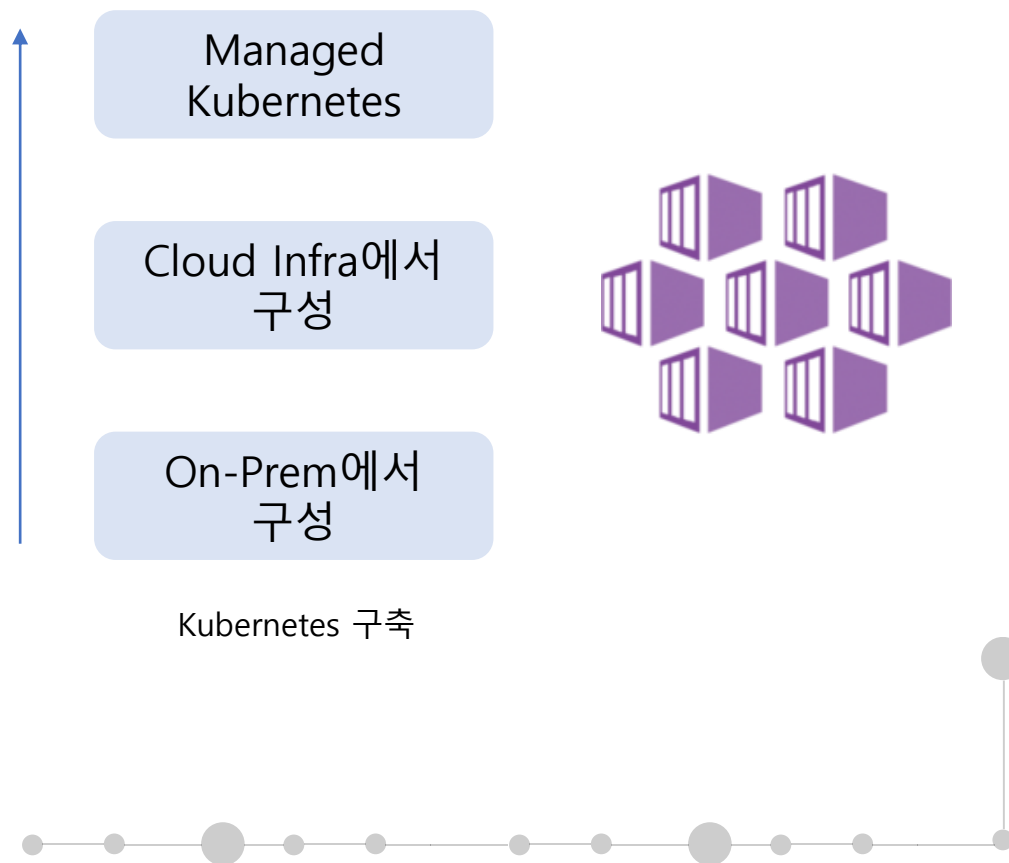 Managed
Kubernetes
Cloud Infra에서
구성
On-Prem에서
구성
Kubernetes 구축